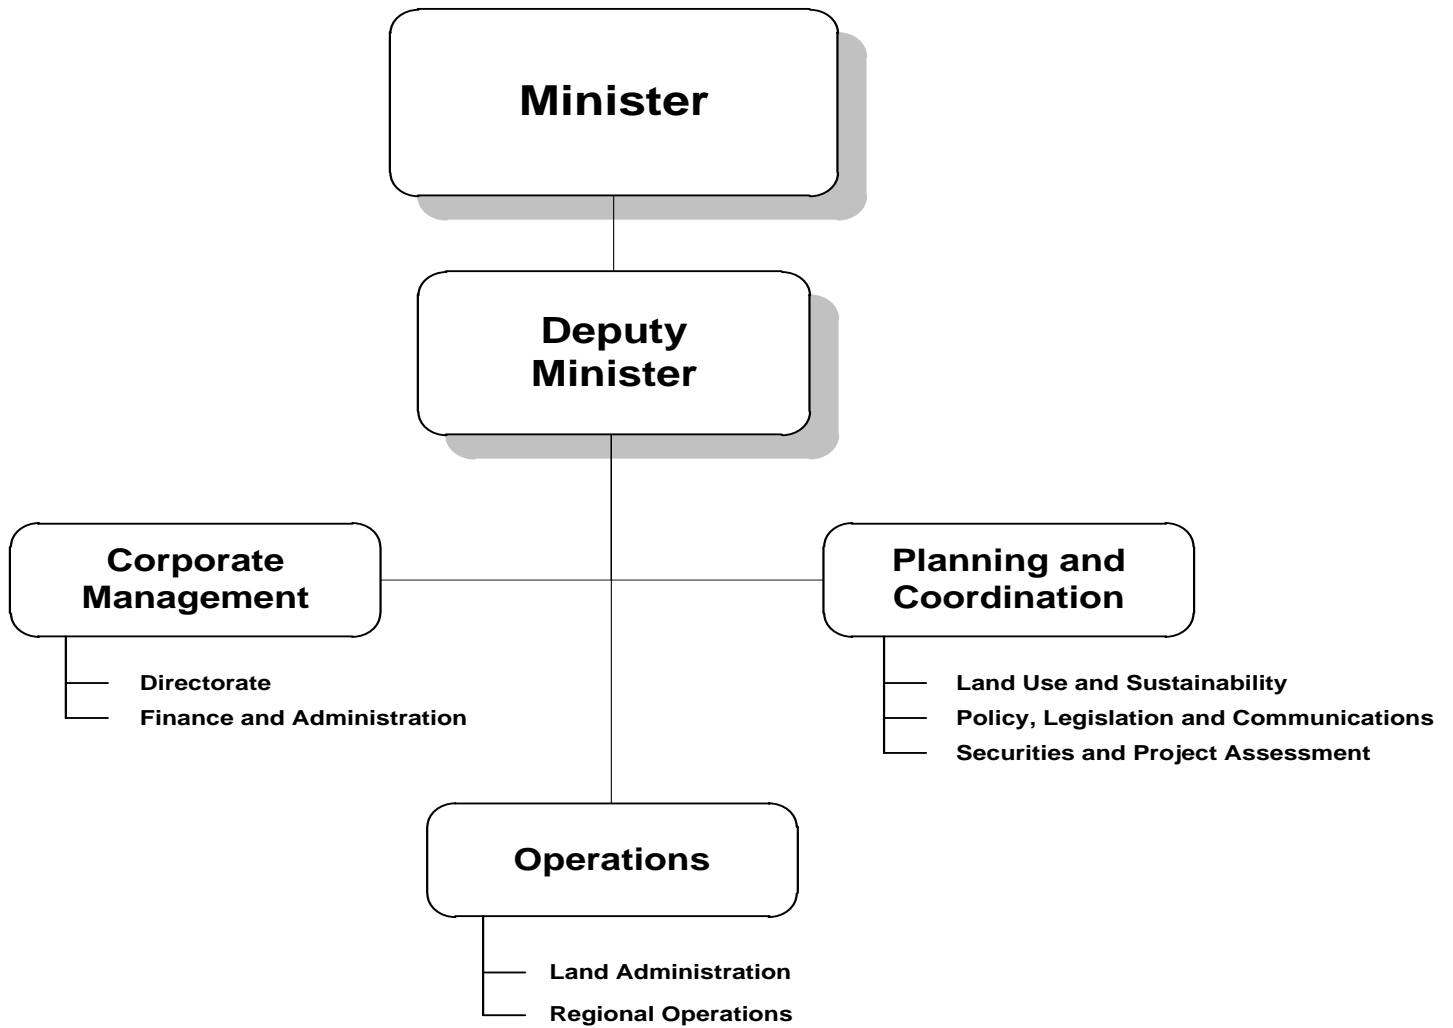 Minister
Deputy
Minister
Corporate
Management
Directorate
Finance and Administration
Planning and
Coordination
Land Use and Sustainability
Policy, Legislation and Communications
Securities and Project Assessment
Operations
Land Administration
Regional Operations